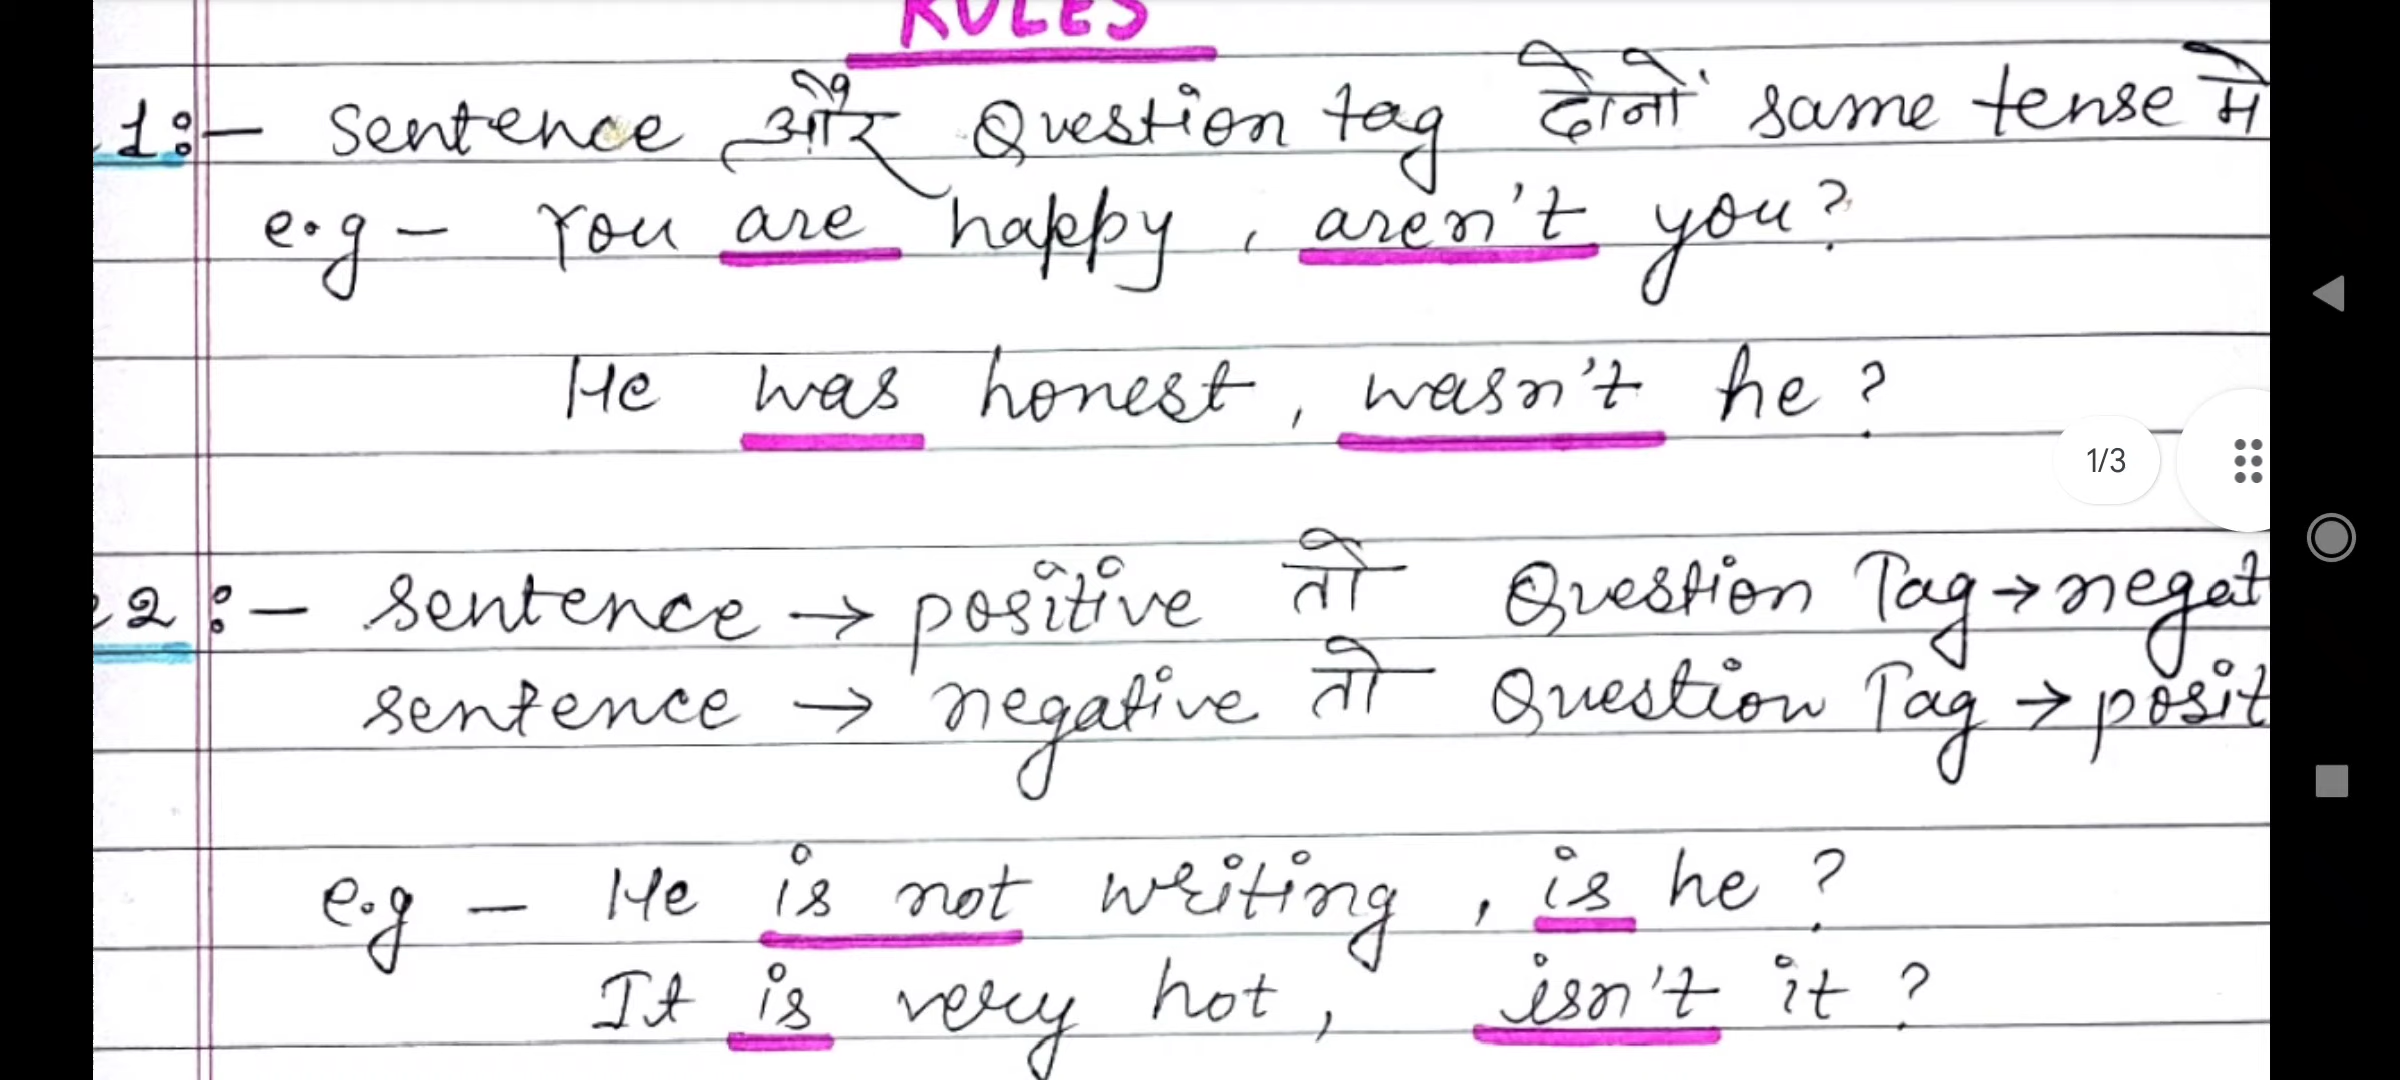 RULES
1:- Sentence और Question tag दोनों same tense में
e.g - You are happy, aren't you?
He was honest, wasn't he?
1/3
2:- sentence → positive तो Question Tag → negat
sentence → negative तो Question Tag → posit
e.g - He is not writing, is he?
It is very hot, isn't it?